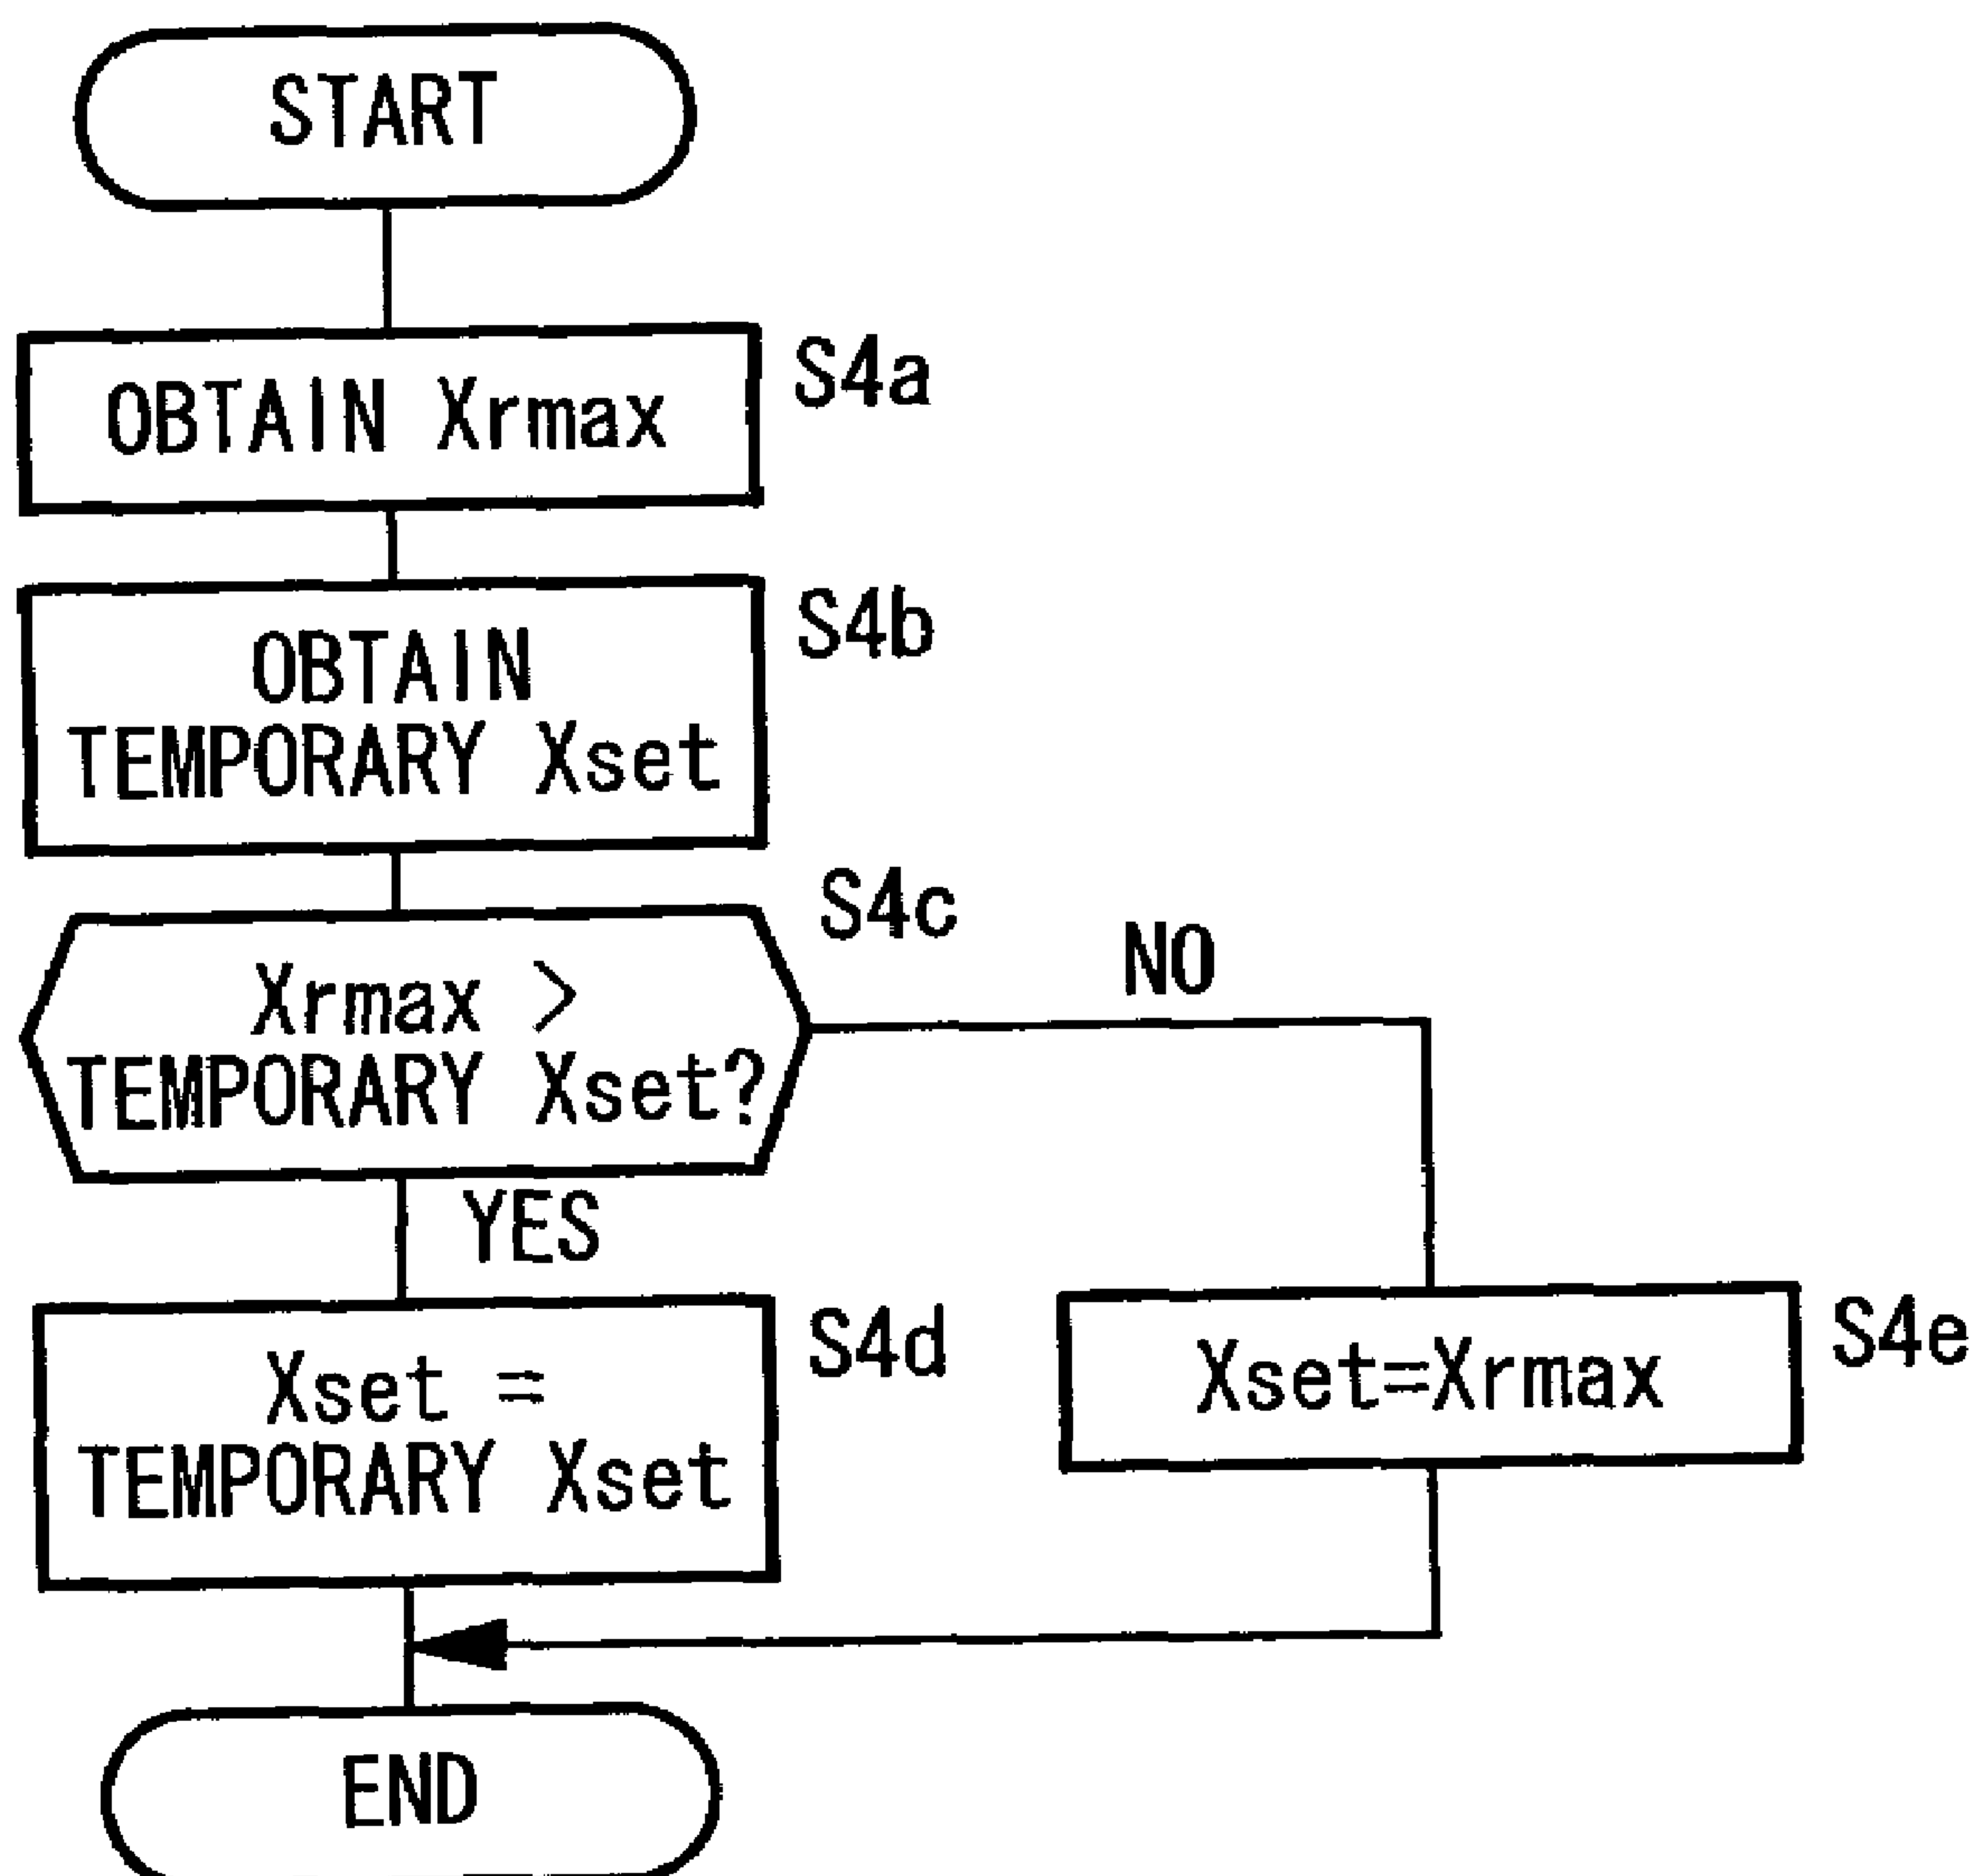 START
OBTAIN Xrmax
S4a
OBTAIN
TEMPORARY Xset
S4b
Xrmax >
TEMPORARY Xset?
S4c
NO
YES
Xset =
TEMPORARY Xset
S4d
Xset=Xrmax
S4e
END